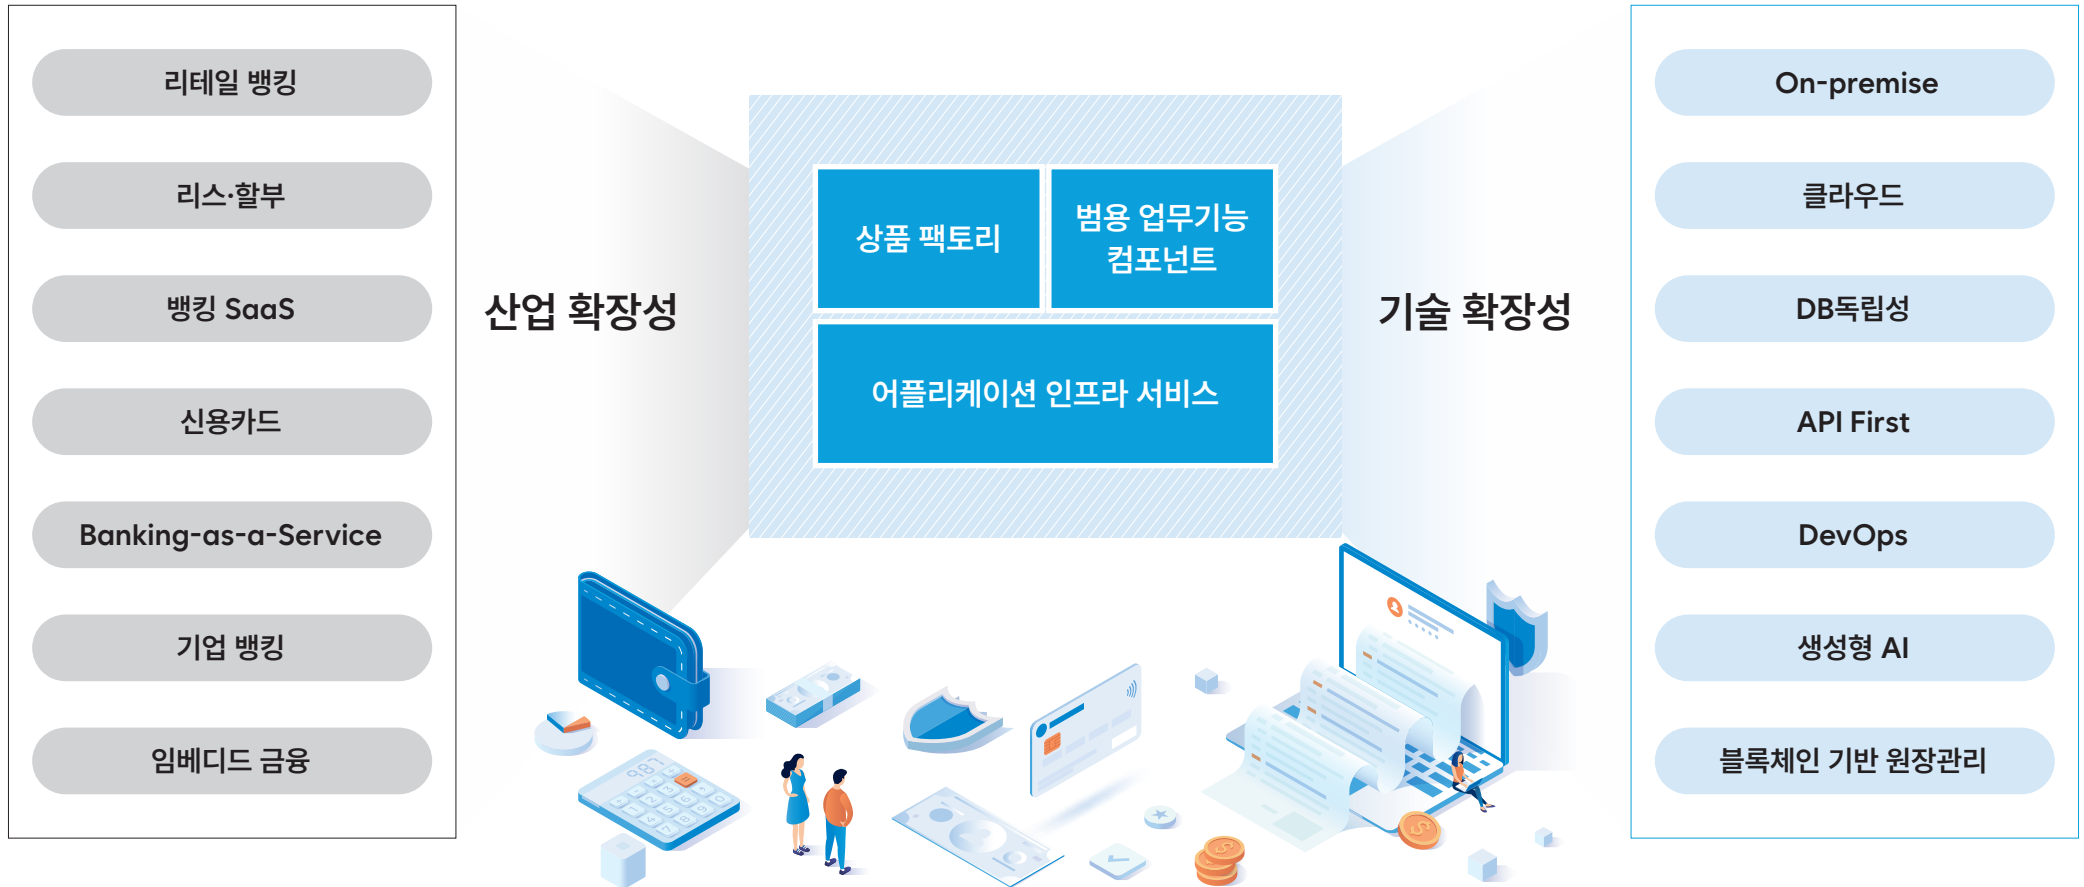 리테일 뱅킹
리스·할부
뱅킹 SaaS
신용카드
Banking-as-a-Service
기업 뱅킹
임베디드 금융
산업 확장성
상품 팩토리
범용 업무기능
컴포넌트
어플리케이션 인프라 서비스
기술 확장성
On-premise
클라우드
DB독립성
API First
DevOps
생성형 AI
블록체인 기반 원장관리